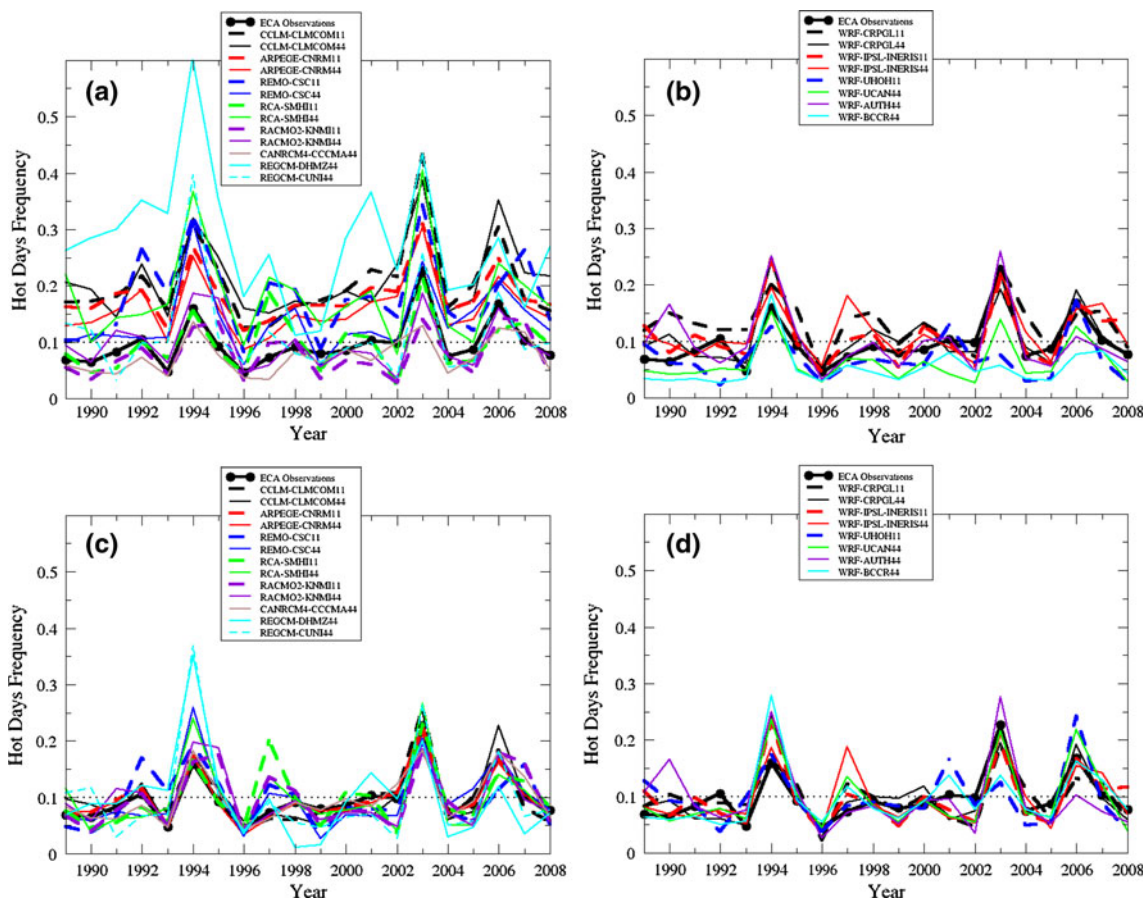 ECA Observations
CCLM-CLMCOM11
CCLM-CLMCOM44
ARPEGE-CNRM11
ARPEGE-CNRM44
REMO-CSC11
REMO-CSC44
RCA-SMHI11
RCA-SMHI44
RACMO2-KNMI11
RACMO2-KNMI44
CANRCM4-CCCMA44
REGCM-DHMZ44
REGCM-CUNI44
(a)
Hot Days Frequency
0.5
0.4
0.3
0.2
0.1
0
1990 1992 1994 1996 1998 2000 2002 2004 2006 2008
Year
ECA Observations
WRF-CRPGL11
WRF-CRPGL44
WRF-IPSL-INERIS11
WRF-IPSL-INERIS44
WRF-UHOH11
WRF-UCAN44
WRF-AUTH44
WRF-BCCR44
(b)
Hot Days Frequency
0.5
0.4
0.3
0.2
0.1
0
1990 1992 1994 1996 1998 2000 2002 2004 2006 2008
Year
ECA Observations
CCLM-CLMCOM11
CCLM-CLMCOM44
ARPEGE-CNRM11
ARPEGE-CNRM44
REMO-CSC11
REMO-CSC44
RCA-SMHI11
RCA-SMHI44
RACMO2-KNMI11
RACMO2-KNMI44
CANRCM4-CCCMA44
REGCM-DHMZ44
REGCM-CUNI44
(c)
Hot Days Frequency
0.5
0.4
0.3
0.2
0.1
0
1990 1992 1994 1996 1998 2000 2002 2004 2006 2008
Year
ECA Observations
WRF-CRPGL11
WRF-CRPGL44
WRF-IPSL-INERIS11
WRF-IPSL-INERIS44
WRF-UHOH11
WRF-UCAN44
WRF-AUTH44
WRF-BCCR44
(d)
Hot Days Frequency
0.5
0.4
0.3
0.2
0.1
0
1990 1992 1994 1996 1998 2000 2002 2004 2006 2008
Year